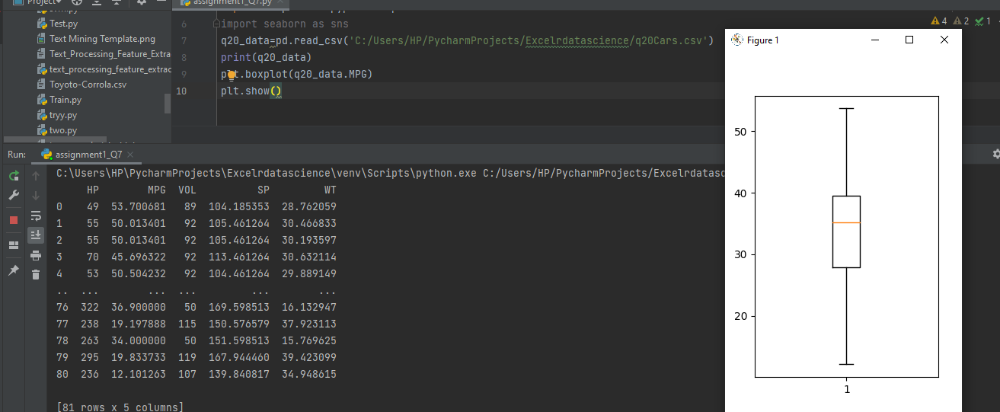 Project
assignment1_Q7.py
Test.py
Text Mining Template.png
Text_Processing_Feature_Extra
text_processing_feature_extrac
Toyoto-Corrola.csv
Train.py
tryy.py
two.py
4 2 1
6 import seaborn as sns
7 q20_data=pd.read_csv('C:/Users/HP/PycharmProjects/Excelrdatascience/q20Cars.csv')
8 print(q20_data)
9 plt.boxplot(q20_data.MPG)
10 plt.show()
Run: assignment1_Q7
C:\Users\HP\PycharmProjects\Excelrdatascience\venv\Scripts\python.exe C:/Users/HP/PycharmProjects/Excelrdatasc
HP MPG VOL SP WT
0 49 53.700681 89 104.185353 28.762059
1 55 50.013401 92 105.461264 30.466833
2 55 50.013401 92 105.461264 30.193597
3 70 45.696322 92 113.461264 30.632114
4 53 50.504232 92 104.461264 29.889149
.. ... ... ... ... ...
76 322 36.900000 50 169.598513 16.132947
77 238 19.197888 115 150.576579 37.923113
78 263 34.000000 50 151.598513 15.769625
79 295 19.833733 119 167.944460 39.423099
80 236 12.101263 107 139.840817 34.948615
[81 rows x 5 columns]
Figure 1
50
40
30
20
1